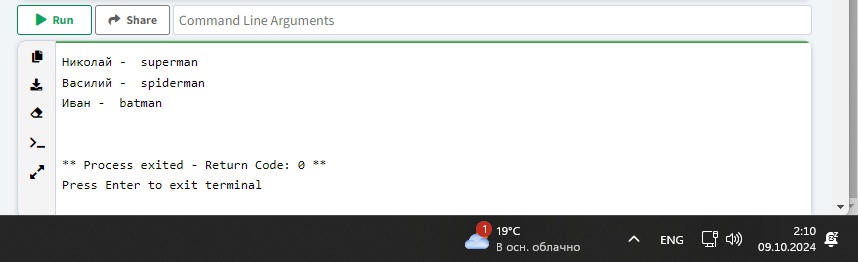 Run Share Command Line Arguments
Николай -  superman
Василий -  spiderman
Иван -  batman
** Process exited - Return Code: 0 **
Press Enter to exit terminal
1 19°C
В осн. облачно
ENG
2:10
09.10.2024